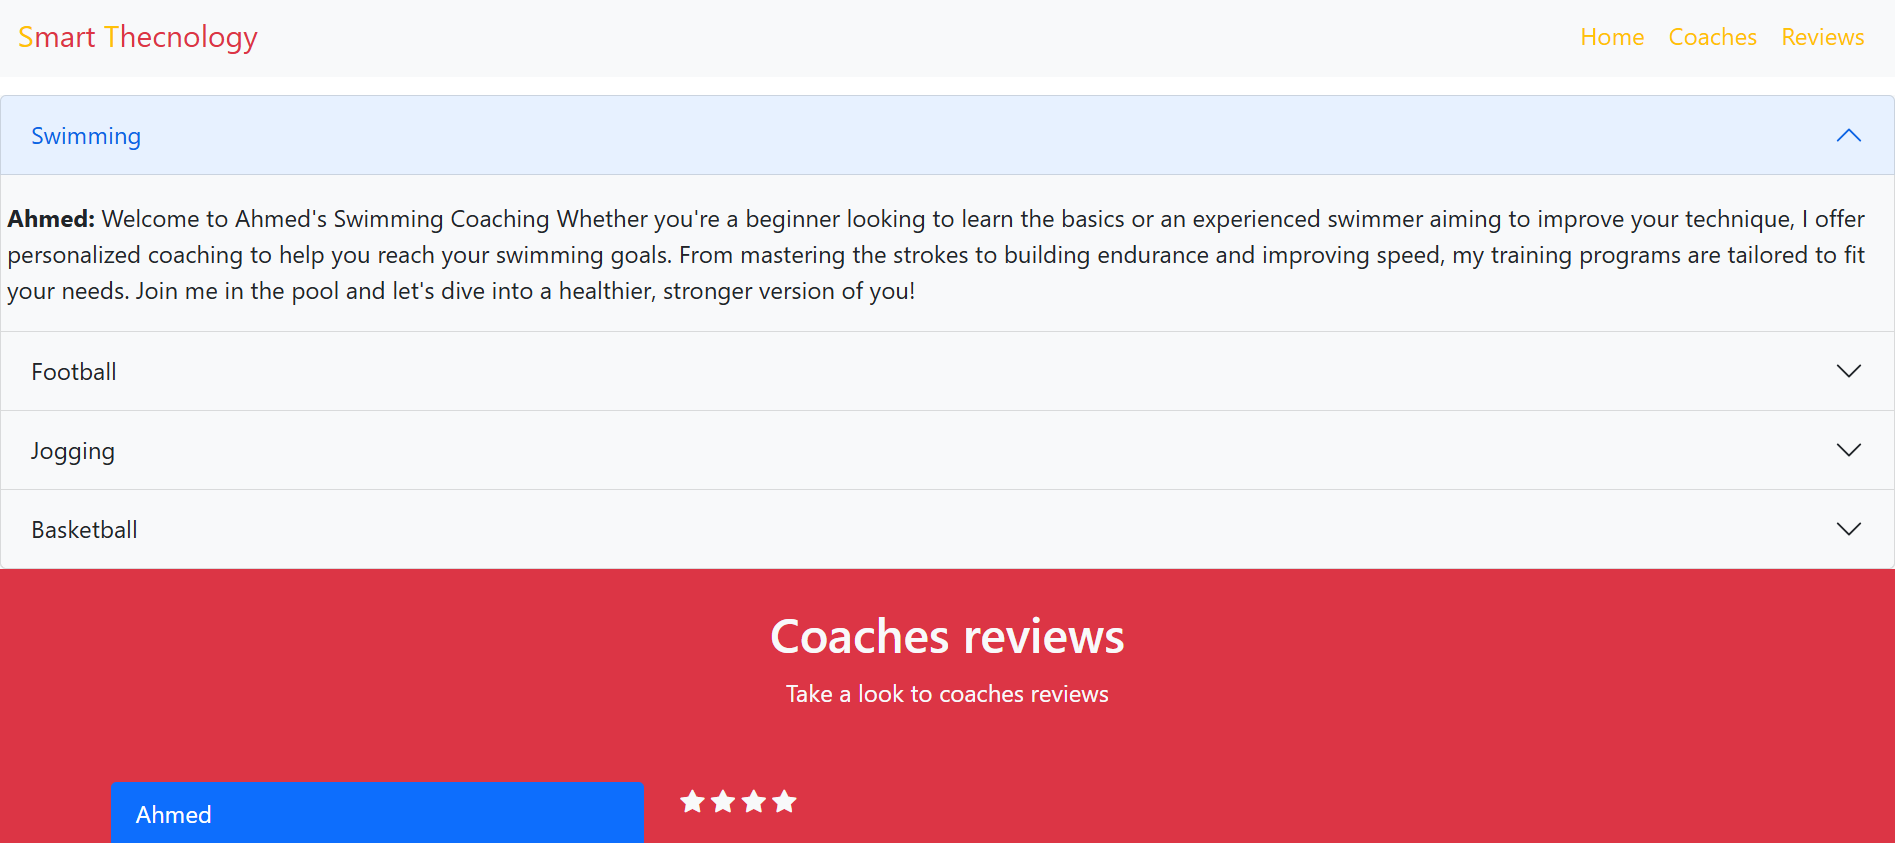 Smart Thecnology
Home Coaches Reviews
Swimming
Ahmed: Welcome to Ahmed's Swimming Coaching Whether you're a beginner looking to learn the basics or an experienced swimmer aiming to improve your technique, I offer
personalized coaching to help you reach your swimming goals. From mastering the strokes to building endurance and improving speed, my training programs are tailored to fit
your needs. Join me in the pool and let's dive into a healthier, stronger version of you!
Football
Jogging
Basketball
Coaches reviews
Take a look to coaches reviews
Ahmed